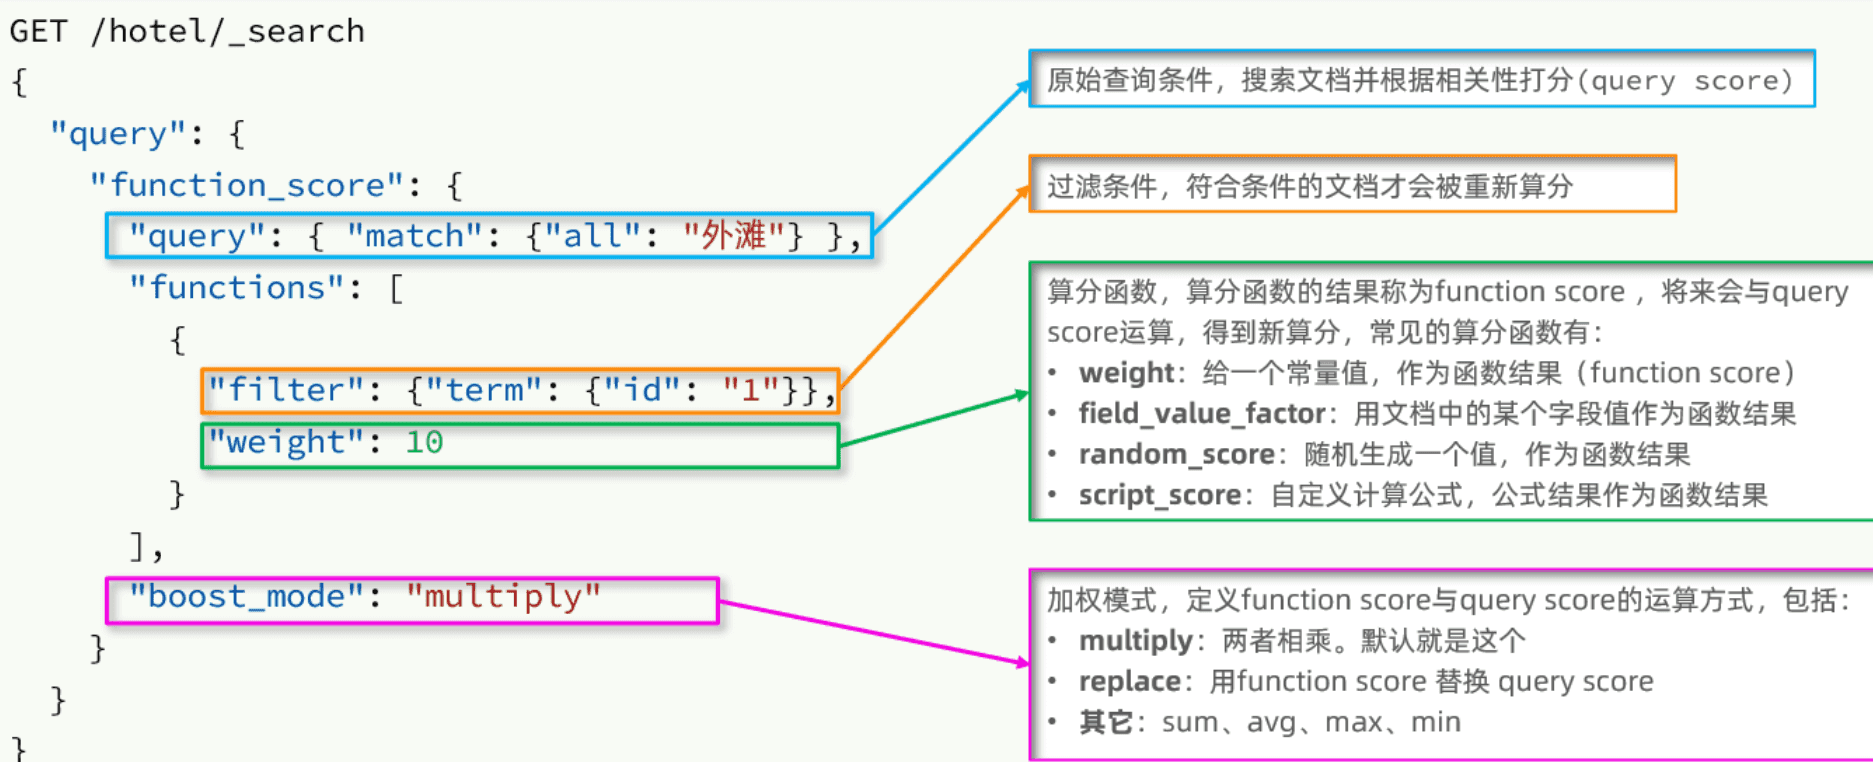 GET /hotel/_search
{
"query": {
"function_score": {
"query": { "match": {"all": "外滩"} },
"functions": [
{
"filter": {"term": {"id": "1"}},
"weight": 10
}
],
"boost_mode": "multiply"
}
}
}
原始查询条件，搜索文档并根据相关性打分(query score)
过滤条件，符合条件的文档才会被重新算分
算分函数，算分函数的结果称为function score ，将来会与query
score运算，得到新算分，常见的算分函数有：
• weight：给一个常量值，作为函数结果（function score）
• field_value_factor：用文档中的某个字段值作为函数结果
• random_score：随机生成一个值，作为函数结果
• script_score：自定义计算公式，公式结果作为函数结果
加权模式，定义function score与query score的运算方式，包括：
• multiply：两者相乘。默认就是这个
• replace：用function score 替换 query score
• 其它：sum、avg、max、min